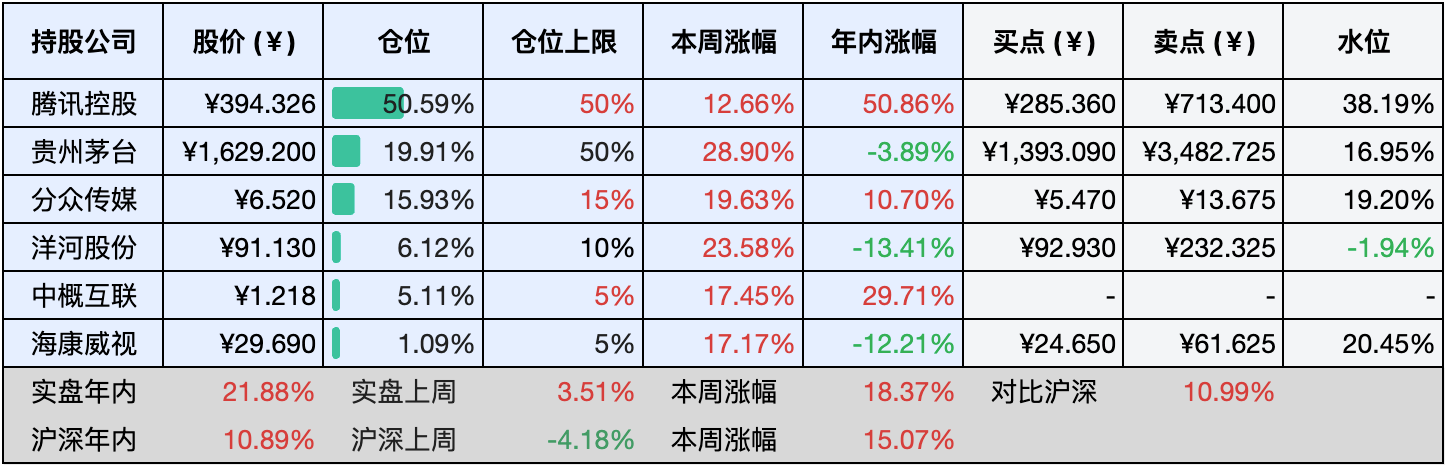 持股公司 股价 (¥) 仓位 仓位上限 本周涨幅 年内涨幅 买点 (¥) 卖点 (¥) 水位
腾讯控股 ¥394.326 50.59% 50% 12.66% 50.86% ¥285.360 ¥713.400 38.19%
贵州茅台 ¥1,629.200 19.91% 50% 28.90% -3.89% ¥1,393.090 ¥3,482.725 16.95%
分众传媒 ¥6.520 15.93% 15% 19.63% 10.70% ¥5.470 ¥13.675 19.20%
洋河股份 ¥91.130 6.12% 10% 23.58% -13.41% ¥92.930 ¥232.325 -1.94%
中概互联 ¥1.218 5.11% 5% 17.45% 29.71% - - -
海康威视 ¥29.690 1.09% 5% 17.17% -12.21% ¥24.650 ¥61.625 20.45%
实盘年内 21.88% 实盘上周 3.51% 本周涨幅 18.37% 对比沪深 10.99%
沪深年内 10.89% 沪深上周 -4.18% 本周涨幅 15.07%